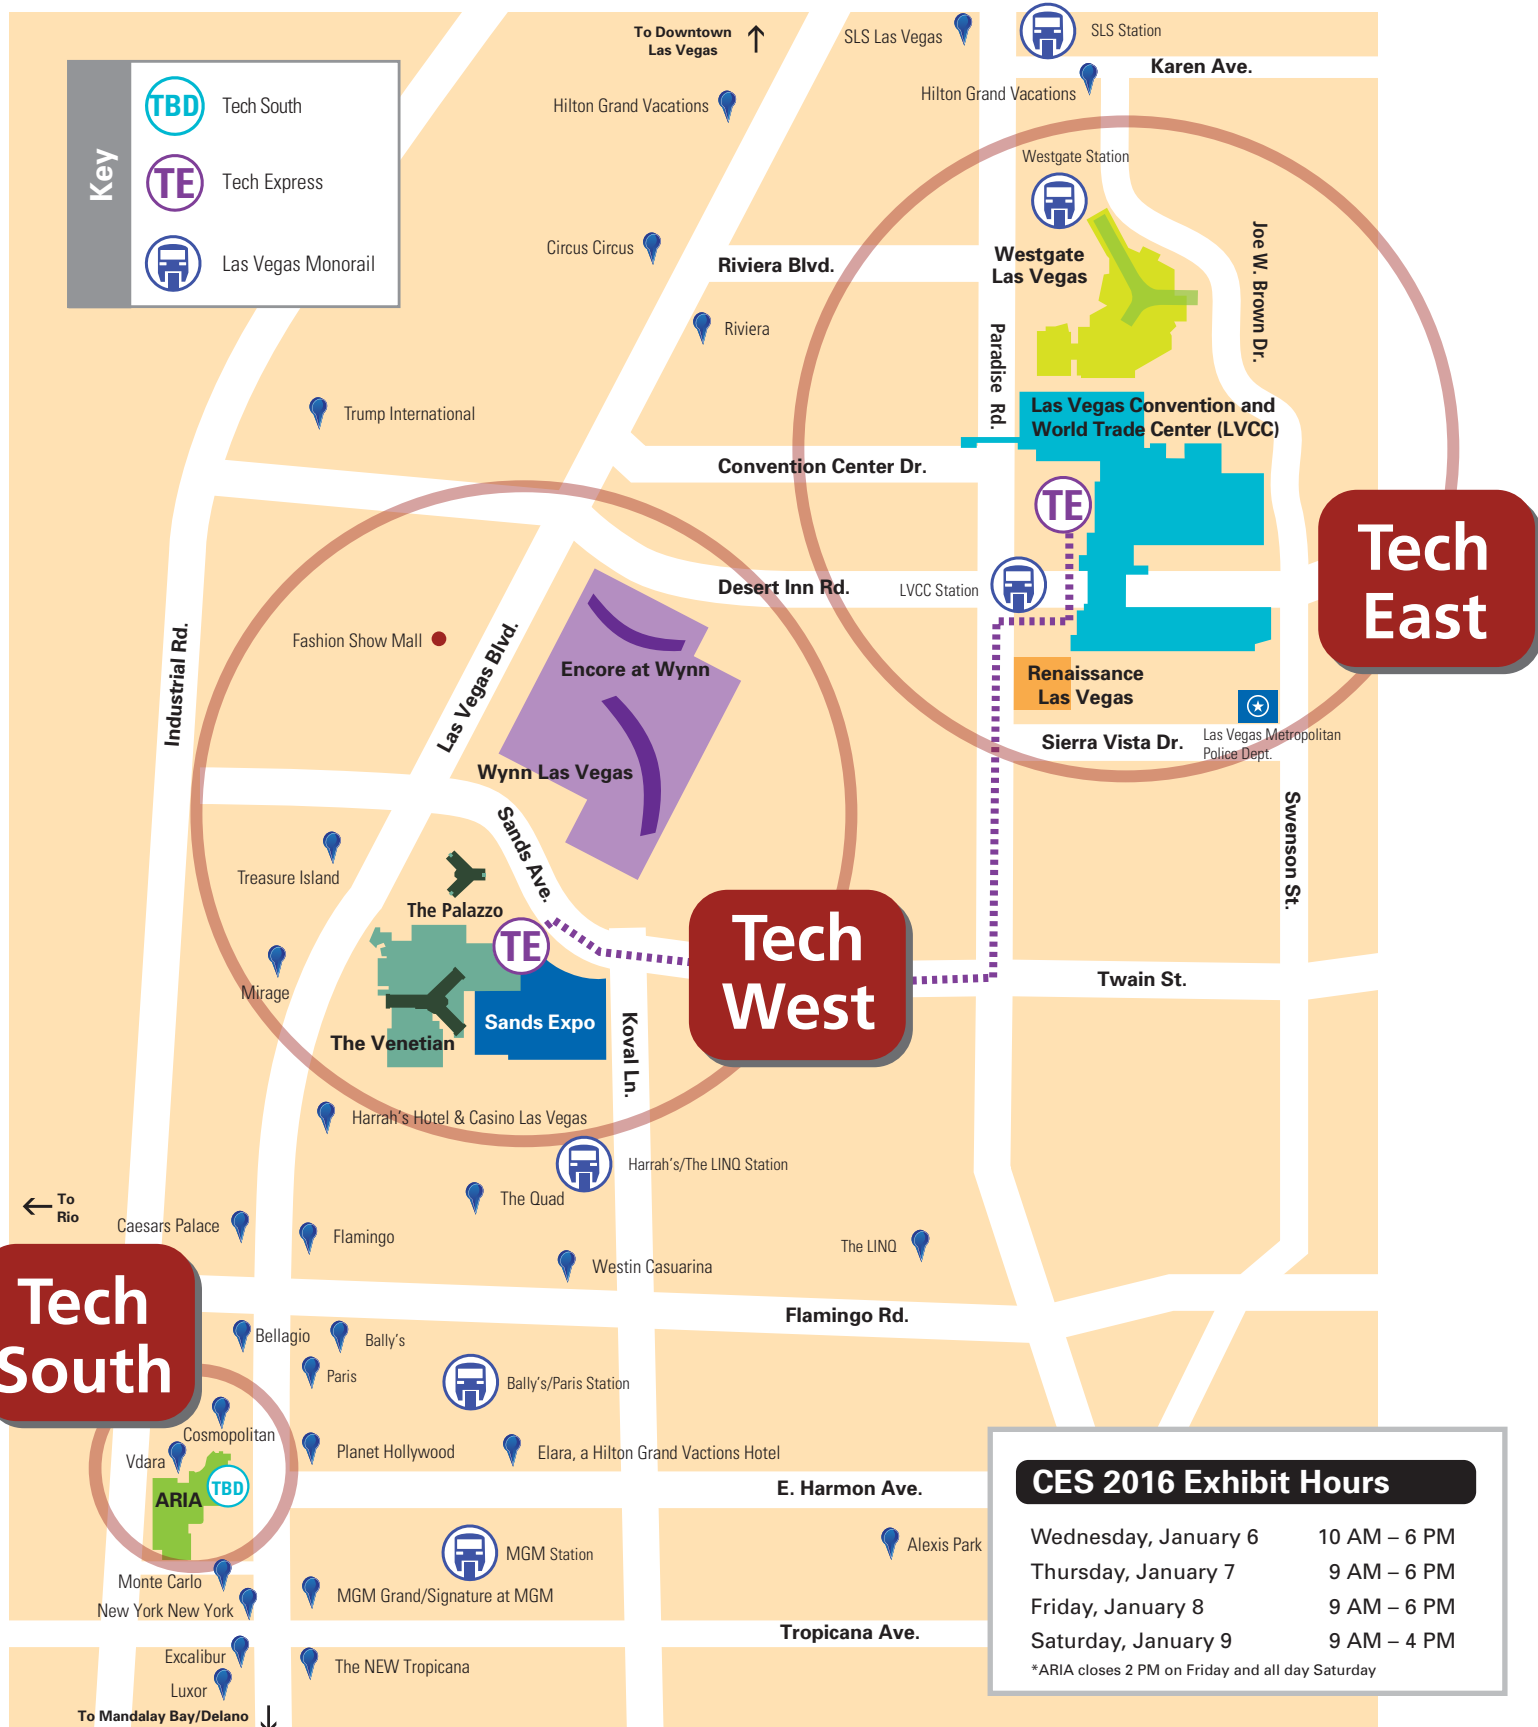 To Downtown
Las Vegas
SLS Las Vegas
SLS Station
Karen Ave.
Hilton Grand Vacations
Hilton Grand Vacations
Key
TBD
Tech South
TE
Tech Express
Las Vegas Monorail
Westgate Station
Circus Circus
Riviera Blvd.
Westgate
Las Vegas
Joe W. Brown Dr.
Riviera
Paradise Rd.
Trump International
Las Vegas Convention and
World Trade Center (LVCC)
Convention Center Dr.
TE
Tech
East
Desert Inn Rd.
LVCC Station
Industrial Rd.
Fashion Show Mall
Las Vegas Blvd.
Encore at Wynn
Renaissance
Las Vegas
Sierra Vista Dr.
Las Vegas Metropolitan
Police Dept.
Wynn Las Vegas
Sands Ave.
Swenson St.
Treasure Island
The Palazzo
TE
Tech
West
Mirage
Twain St.
Sands Expo
The Venetian
Koval Ln.
Harrah's Hotel & Casino Las Vegas
Harrah's/The LINQ Station
The Quad
To
Rio
Caesars Palace
Flamingo
The LINQ
Westin Casuarina
Tech
South
Flamingo Rd.
Bellagio
Bally's
Paris
Bally's/Paris Station
Cosmopolitan
Vdara
Planet Hollywood
Elara, a Hilton Grand Vactions Hotel
TBD
ARIA
E. Harmon Ave.
MGM Station
Alexis Park
Monte Carlo
MGM Grand/Signature at MGM
New York New York
Tropicana Ave.
Excalibur
The NEW Tropicana
Luxor
To Mandalay Bay/Delano
CES 2016 Exhibit Hours
Wednesday, January 6 10 AM – 6 PM
Thursday, January 7 9 AM – 6 PM
Friday, January 8 9 AM – 6 PM
Saturday, January 9 9 AM – 4 PM
*ARIA closes 2 PM on Friday and all day Saturday